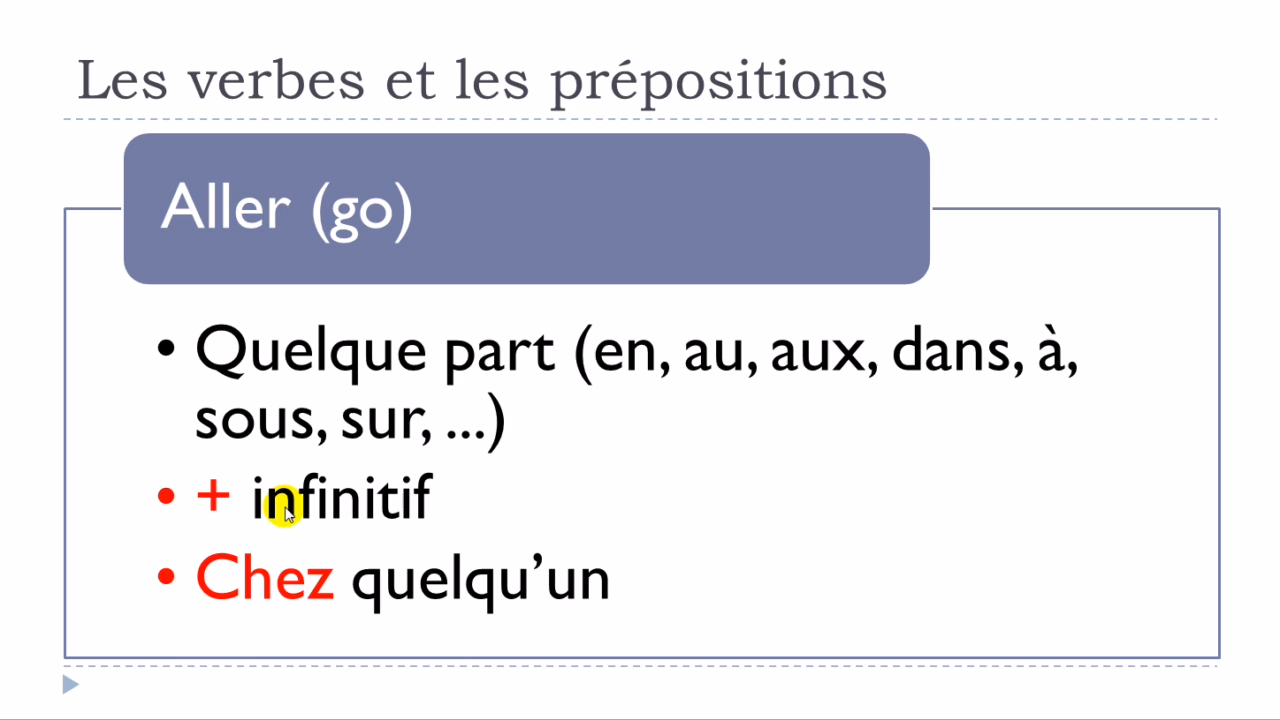 Les verbes et les prépositions
Aller (go)
• Quelque part (en, au, aux, dans, à,
sous, sur, ...)
• + infinitif
• Chez quelqu’un